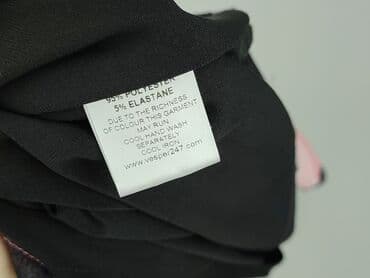 95% POLYESTER
5% ELASTANE
DUE TO THE RICHNESS
OF COLOUR THIS GARMENT
MAY RUN
COOL HAND WASH
SEPARATELY
COOL IRON
www.vesper247.com